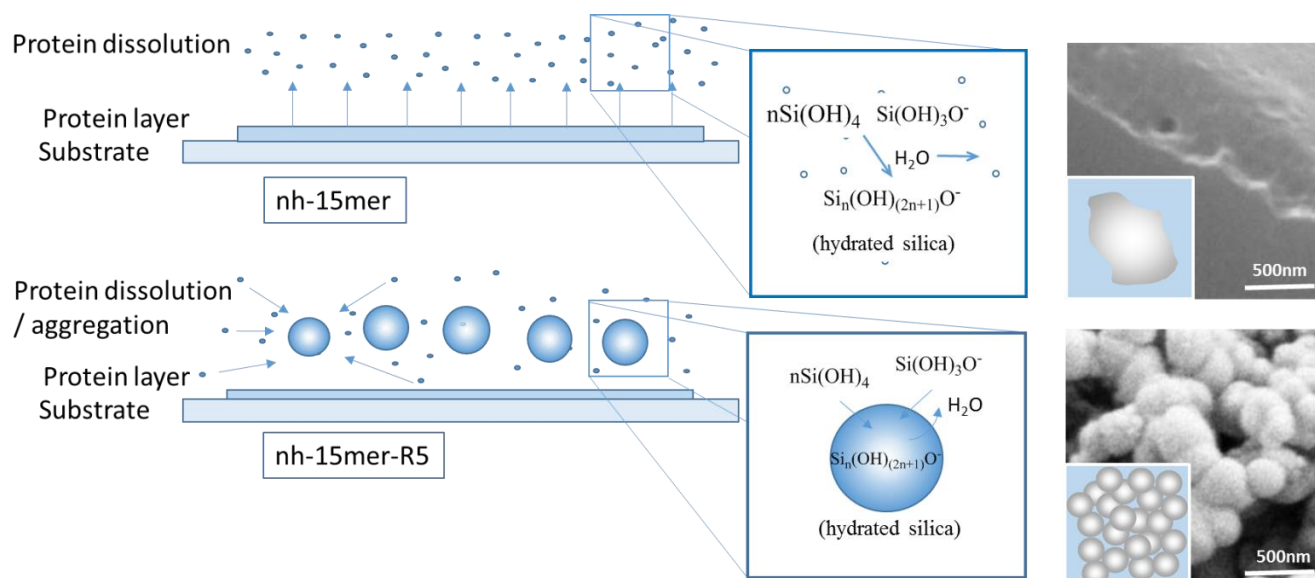 Protein dissolution
Protein layer
Substrate
nh-15mer
nSi(OH)₄ Si(OH)₃O⁻
H₂O
Siₙ(OH)₍₂ₙ₊₁₎O⁻
(hydrated silica)
500nm
Protein dissolution
/ aggregation
Protein layer
Substrate
nh-15mer-R5
Si(OH)₃O⁻
nSi(OH)₄
H₂O
Siₙ(OH)₍₂ₙ₊₁₎O⁻
(hydrated silica)
500nm